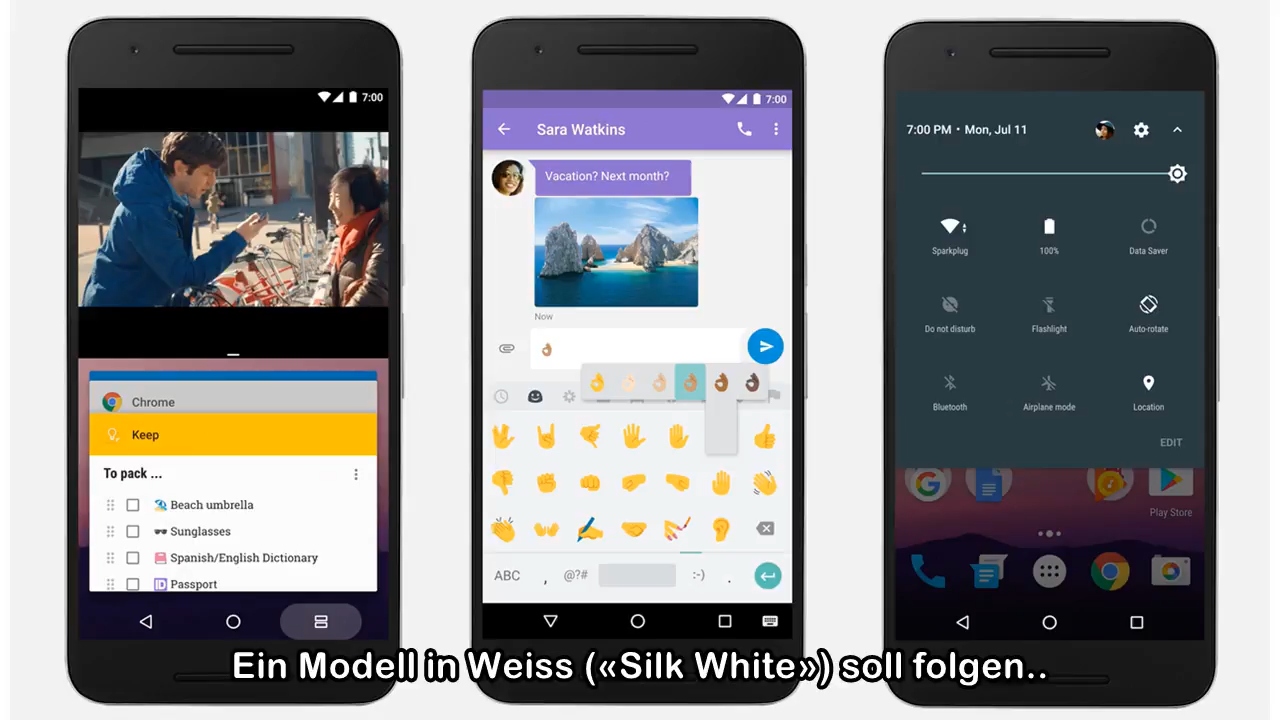 7:00
Chrome
Keep
To pack ...
Beach umbrella
Sunglasses
Spanish/English Dictionary
Passport
7:00
Sara Watkins
Vacation? Next month?
Now
ABC , @?# :-) .
7:00 PM • Mon, Jul 11
Sparkplug 100% Data Saver
Do not disturb Flashlight Auto-rotate
Bluetooth Airplane mode Location
EDIT
Play Store
Ein Modell in Weiss («Silk White») soll folgen..